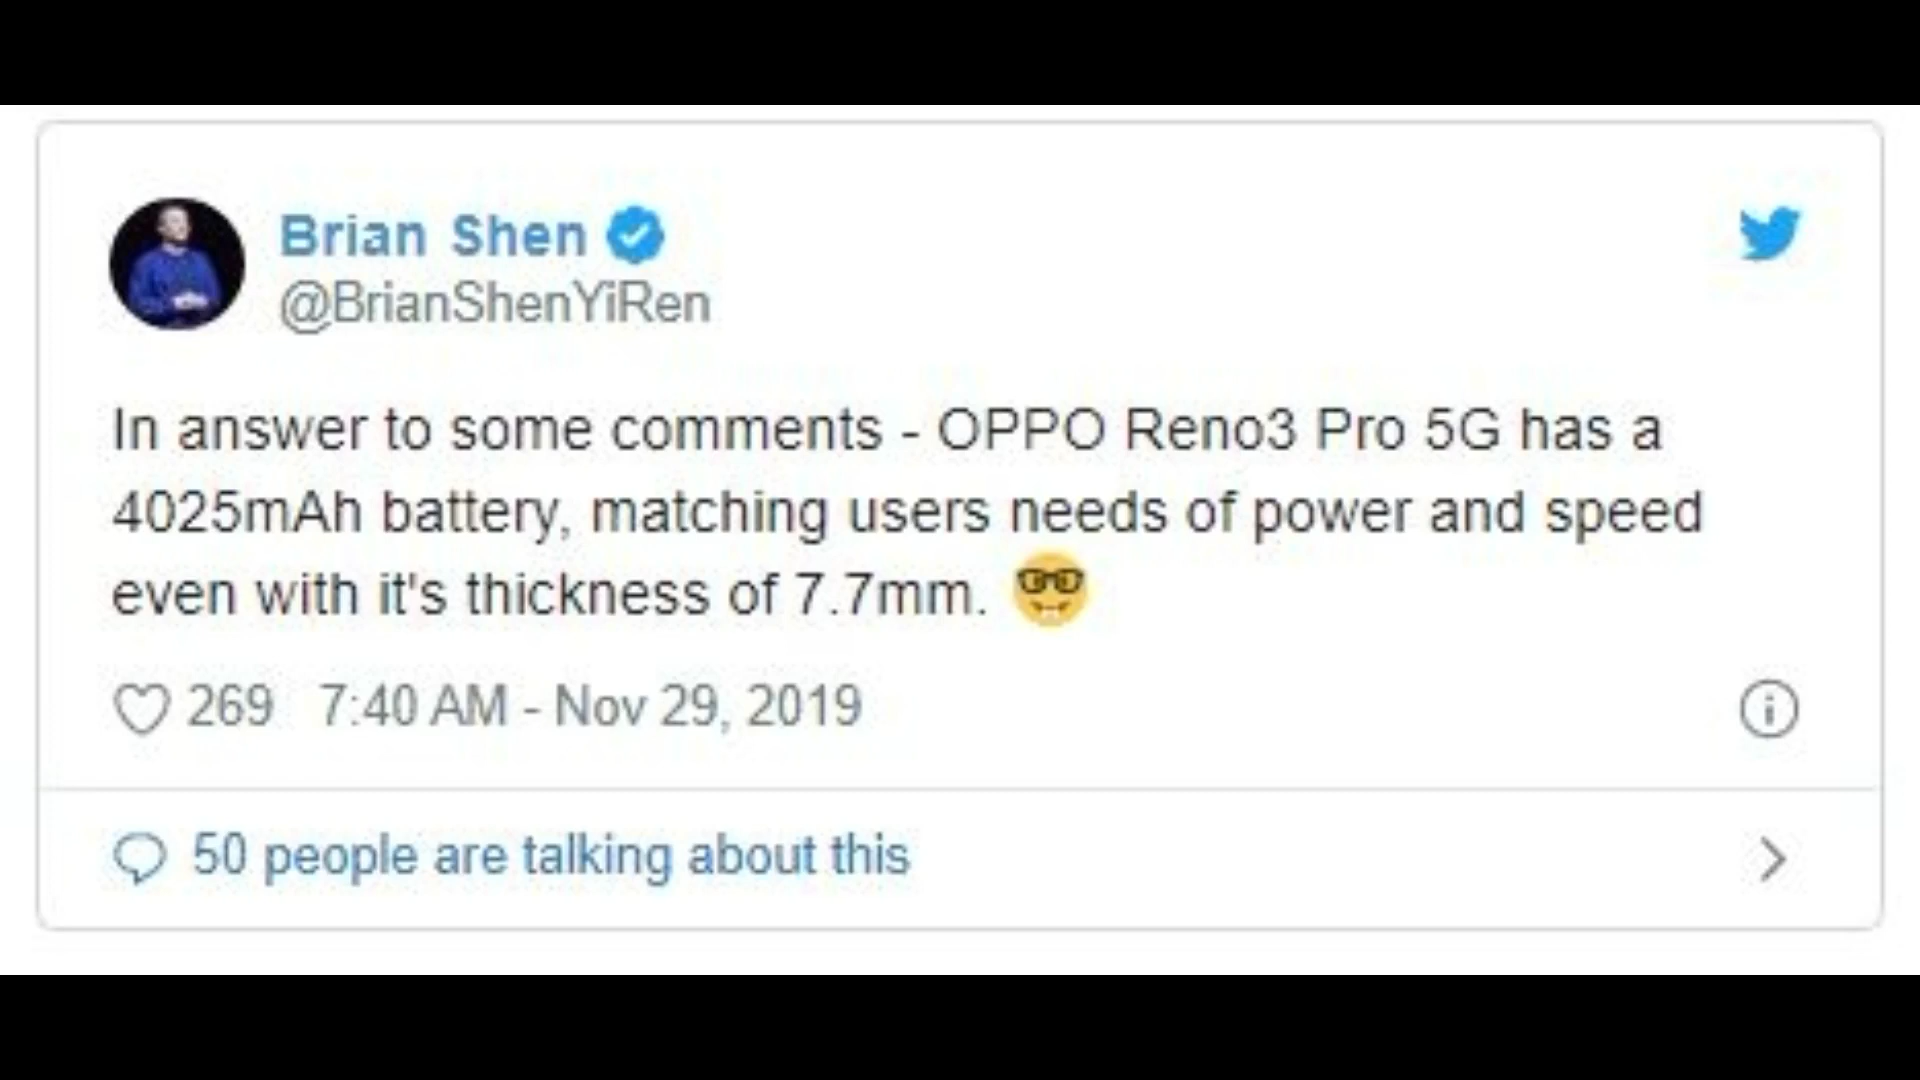 Brian Shen
@BrianShenYiRen
In answer to some comments - OPPO Reno3 Pro 5G has a
4025mAh battery, matching users needs of power and speed
even with it's thickness of 7.7mm. 🤓
269 7:40 AM - Nov 29, 2019
50 people are talking about this